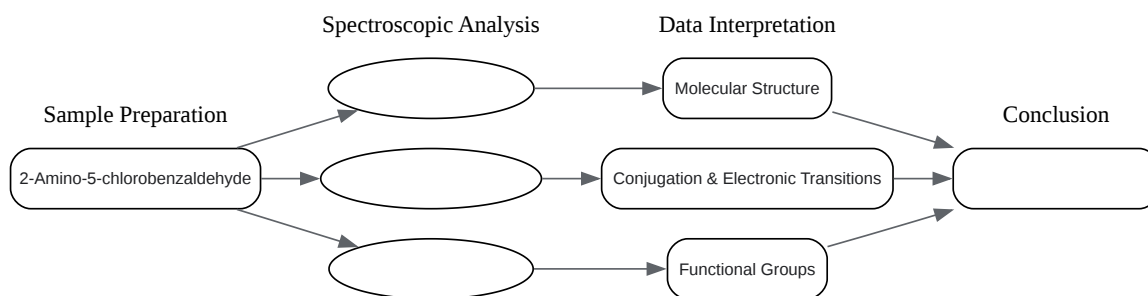 Spectroscopic Analysis
Data Interpretation
Molecular Structure
Sample Preparation
Conclusion
2-Amino-5-chlorobenzaldehyde
Conjugation & Electronic Transitions
Functional Groups